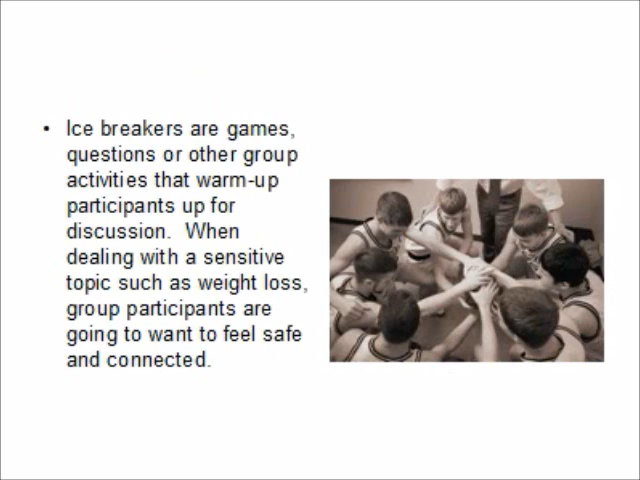 • Ice breakers are games,
questions or other group
activities that warm-up
participants up for
discussion.  When
dealing with a sensitive
topic such as weight loss,
group participants are
going to want to feel safe
and connected.